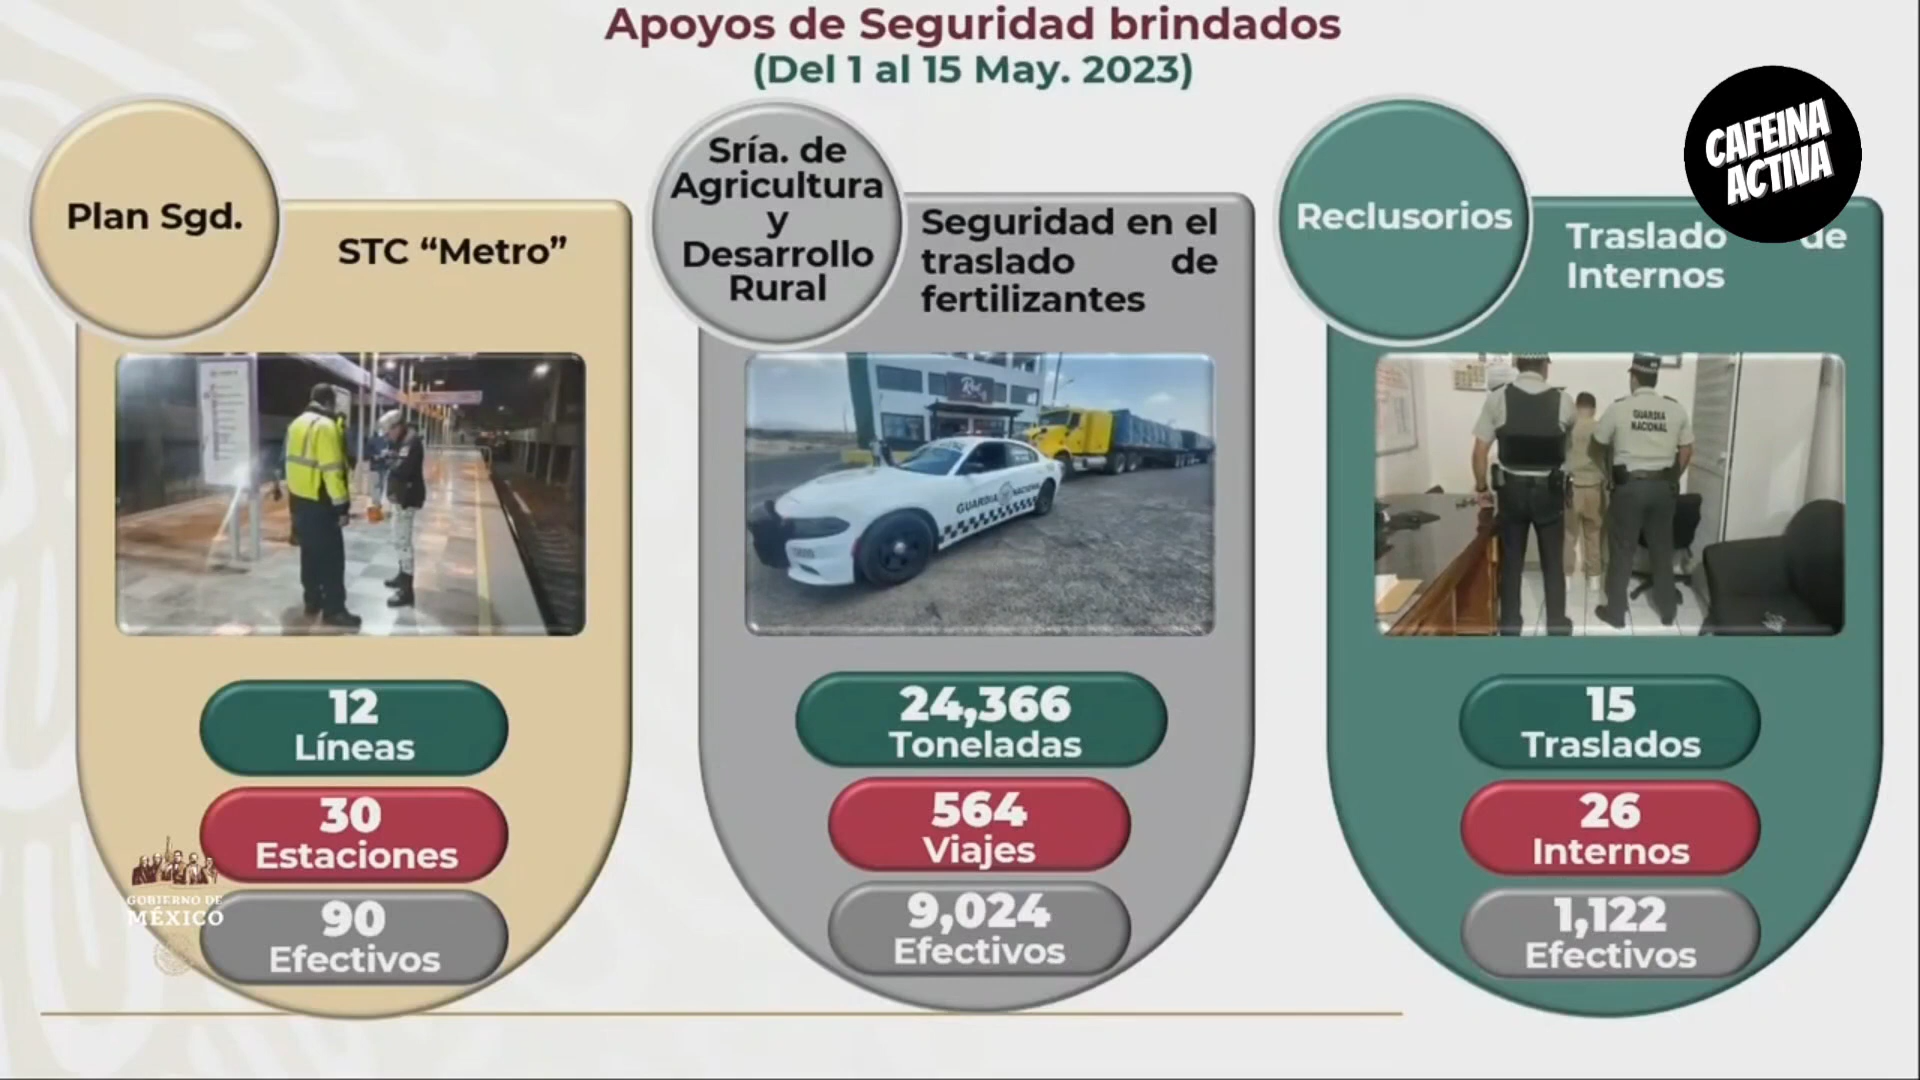 Apoyos de Seguridad brindados
(Del 1 al 15 May. 2023)
CAFEINA
ACTIVA
Plan Sgd.
STC “Metro”
12
Líneas
30
Estaciones
90
Efectivos
GOBIERNO DE
MÉXICO
Sría. de
Agricultura
y
Desarrollo
Rural
Seguridad en el
traslado de
fertilizantes
GUARDIA NACIONAL
24,366
Toneladas
564
Viajes
9,024
Efectivos
Reclusorios
Traslado de
Internos
GUARDIA
NACIONAL
15
Traslados
26
Internos
1,122
Efectivos